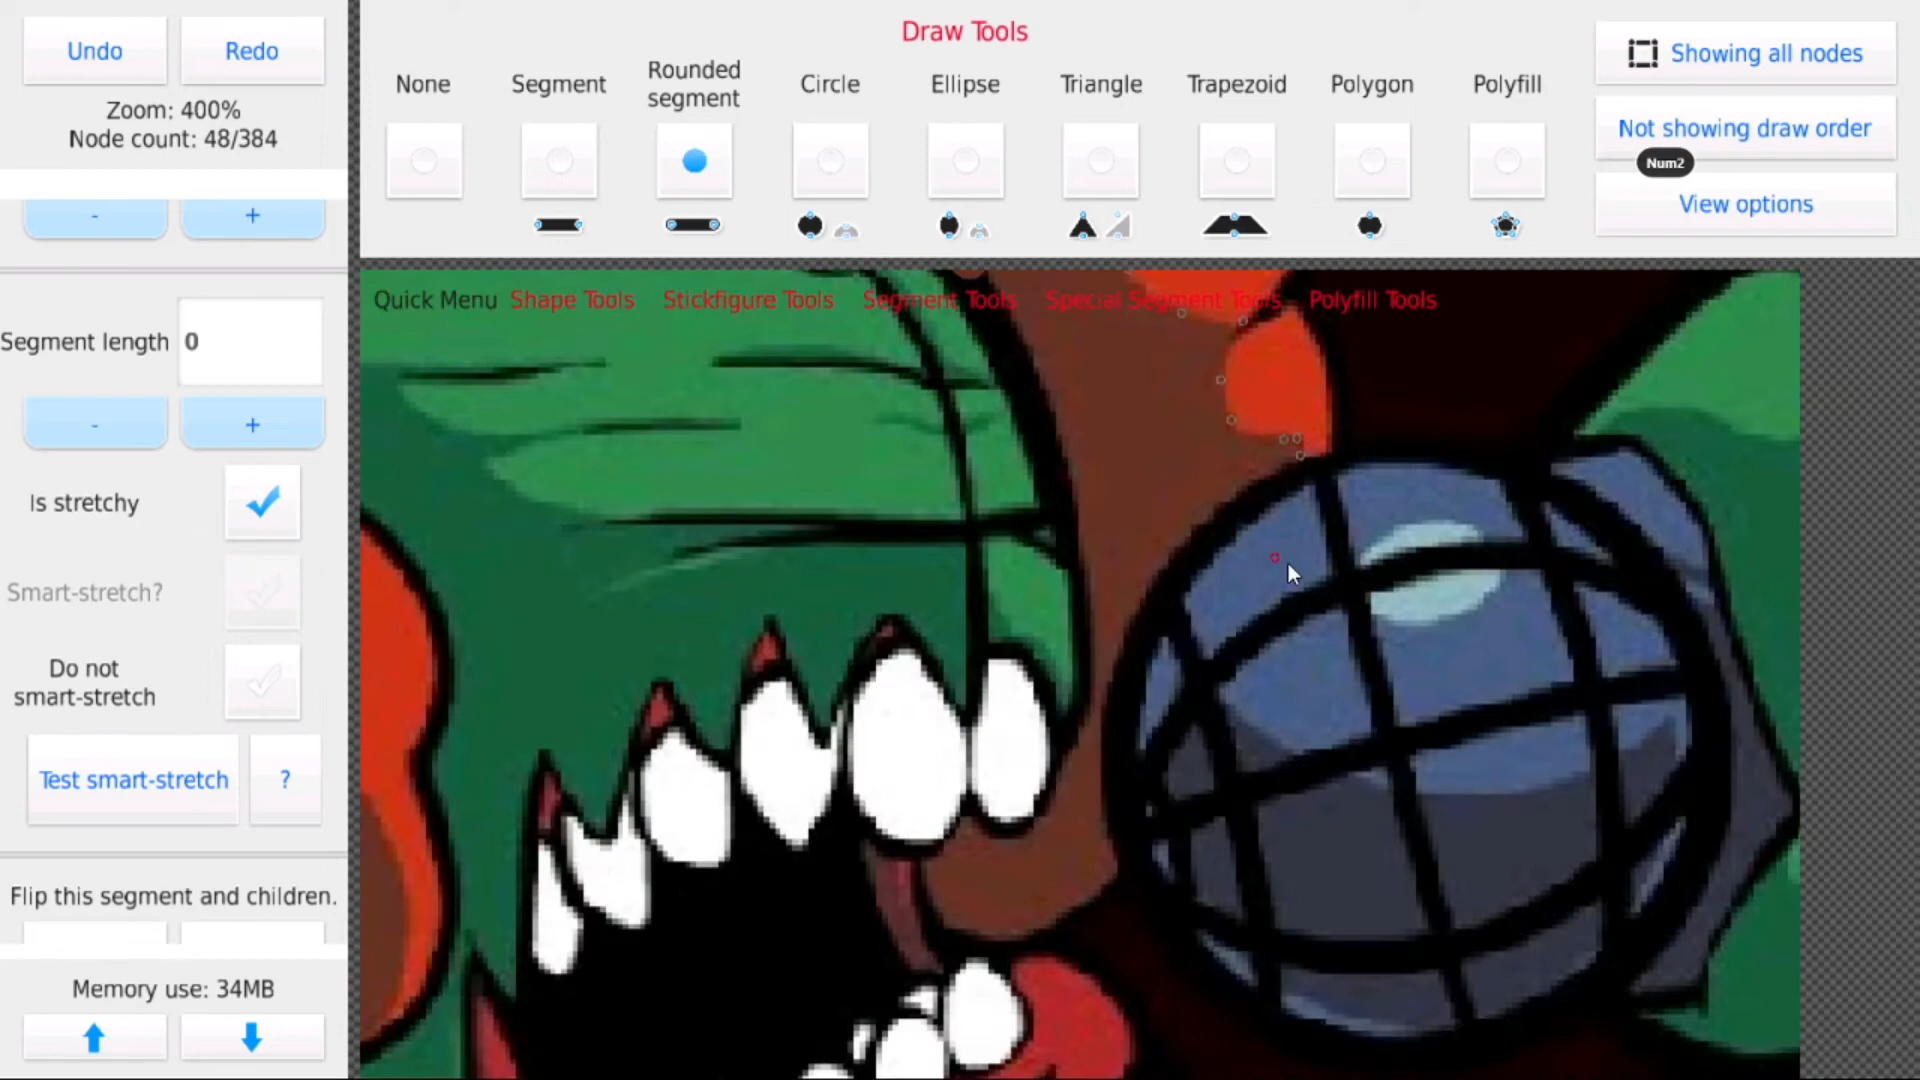 Undo
Redo
Zoom: 400%
Node count: 48/384
-
+
Segment length
0
-
+
Is stretchy
Smart-stretch?
Do not
smart-stretch
Test smart-stretch
?
Flip this segment and children.
Memory use: 34MB
Draw Tools
None
Segment
Rounded
segment
Circle
Ellipse
Triangle
Trapezoid
Polygon
Polyfill
Showing all nodes
Not showing draw order
Num2
View options
Quick Menu
Shape Tools
Stickfigure Tools
Segment Tools
Special Segment Tools
Polyfill Tools